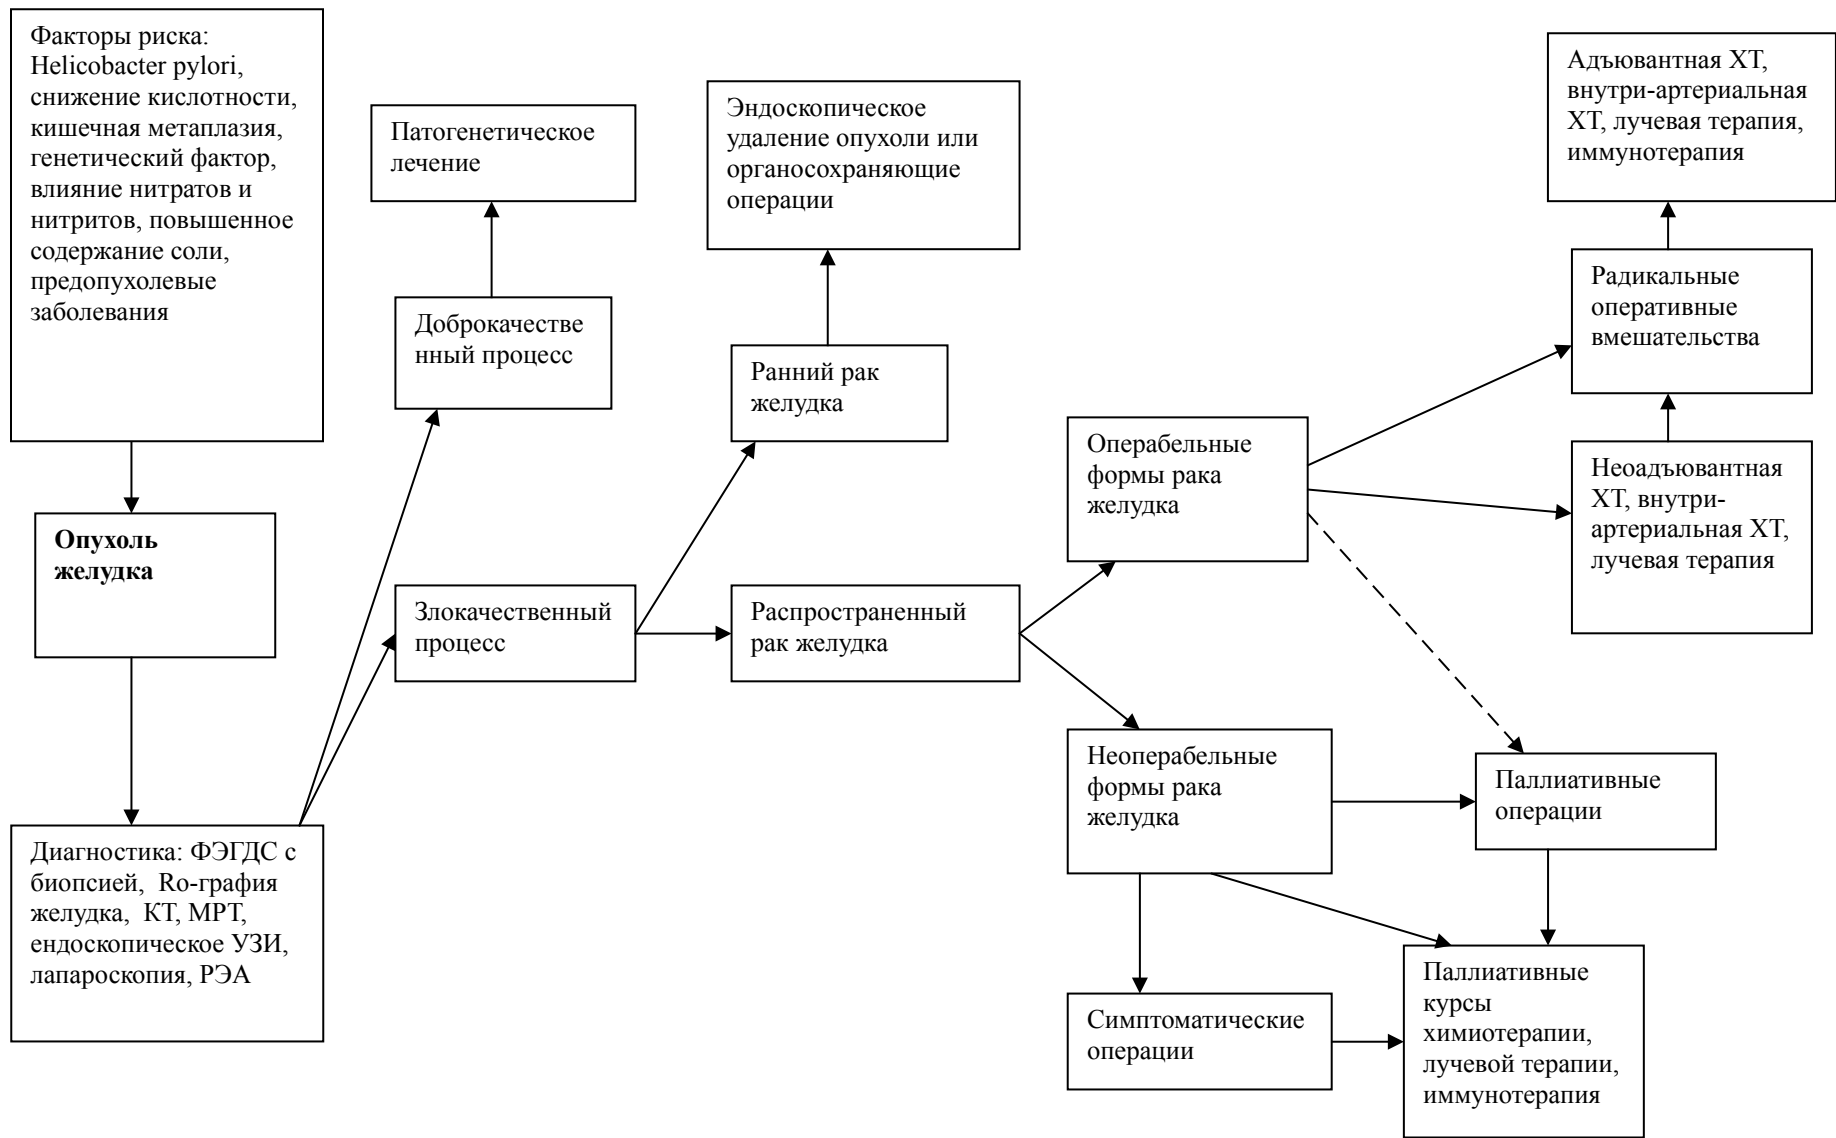 Факторы риска:
Helicobacter pylori,
снижение кислотности,
кишечная метаплазия,
генетический фактор,
влияние нитратов и
нитритов, повышенное
содержание соли,
предопухолевые
заболевания
Опухоль
желудка
Диагностика: ФЭГДС с
биопсией, Ro-графия
желудка, КТ, МРТ,
ендоскопическое УЗИ,
лапароскопия, РЭА
Патогенетическое
лечение
Доброкачестве
нный процесс
Злокачественный
процесс
Эндоскопическое
удаление опухоли или
органосохраняющие
операции
Ранний рак
желудка
Распространенный
рак желудка
Операбельные
формы рака
желудка
Неоперабельные
формы рака
желудка
Симптоматические
операции
Адъювантная ХТ,
внутри-артериальная
ХТ, лучевая терапия,
иммунотерапия
Радикальные
оперативные
вмешательства
Неоадъювантная
ХТ, внутри-
артериальная ХТ,
лучевая терапия
Паллиативные
операции
Паллиативные
курсы
химиотерапии,
лучевой терапии,
иммунотерапия